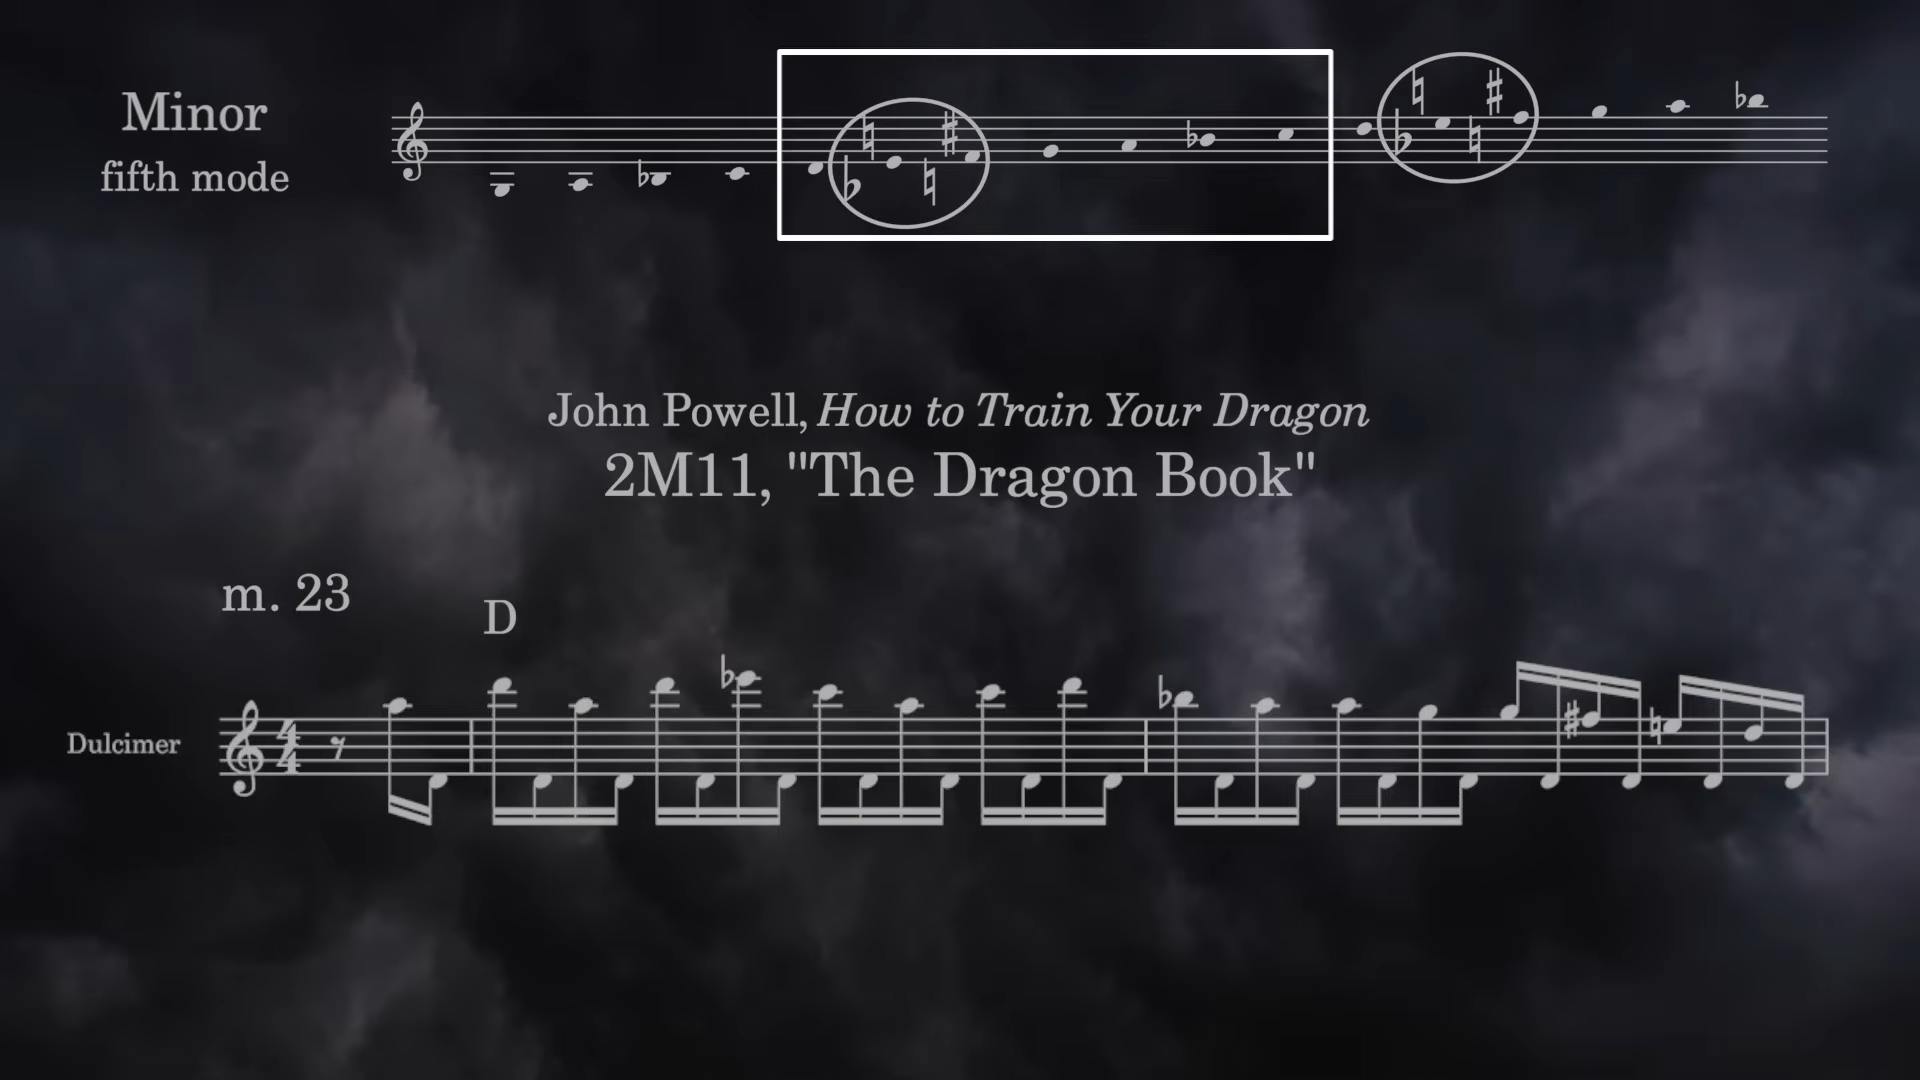 Minor
fifth mode
John Powell, How to Train Your Dragon
2M11, "The Dragon Book"
m. 23
D
Dulcimer